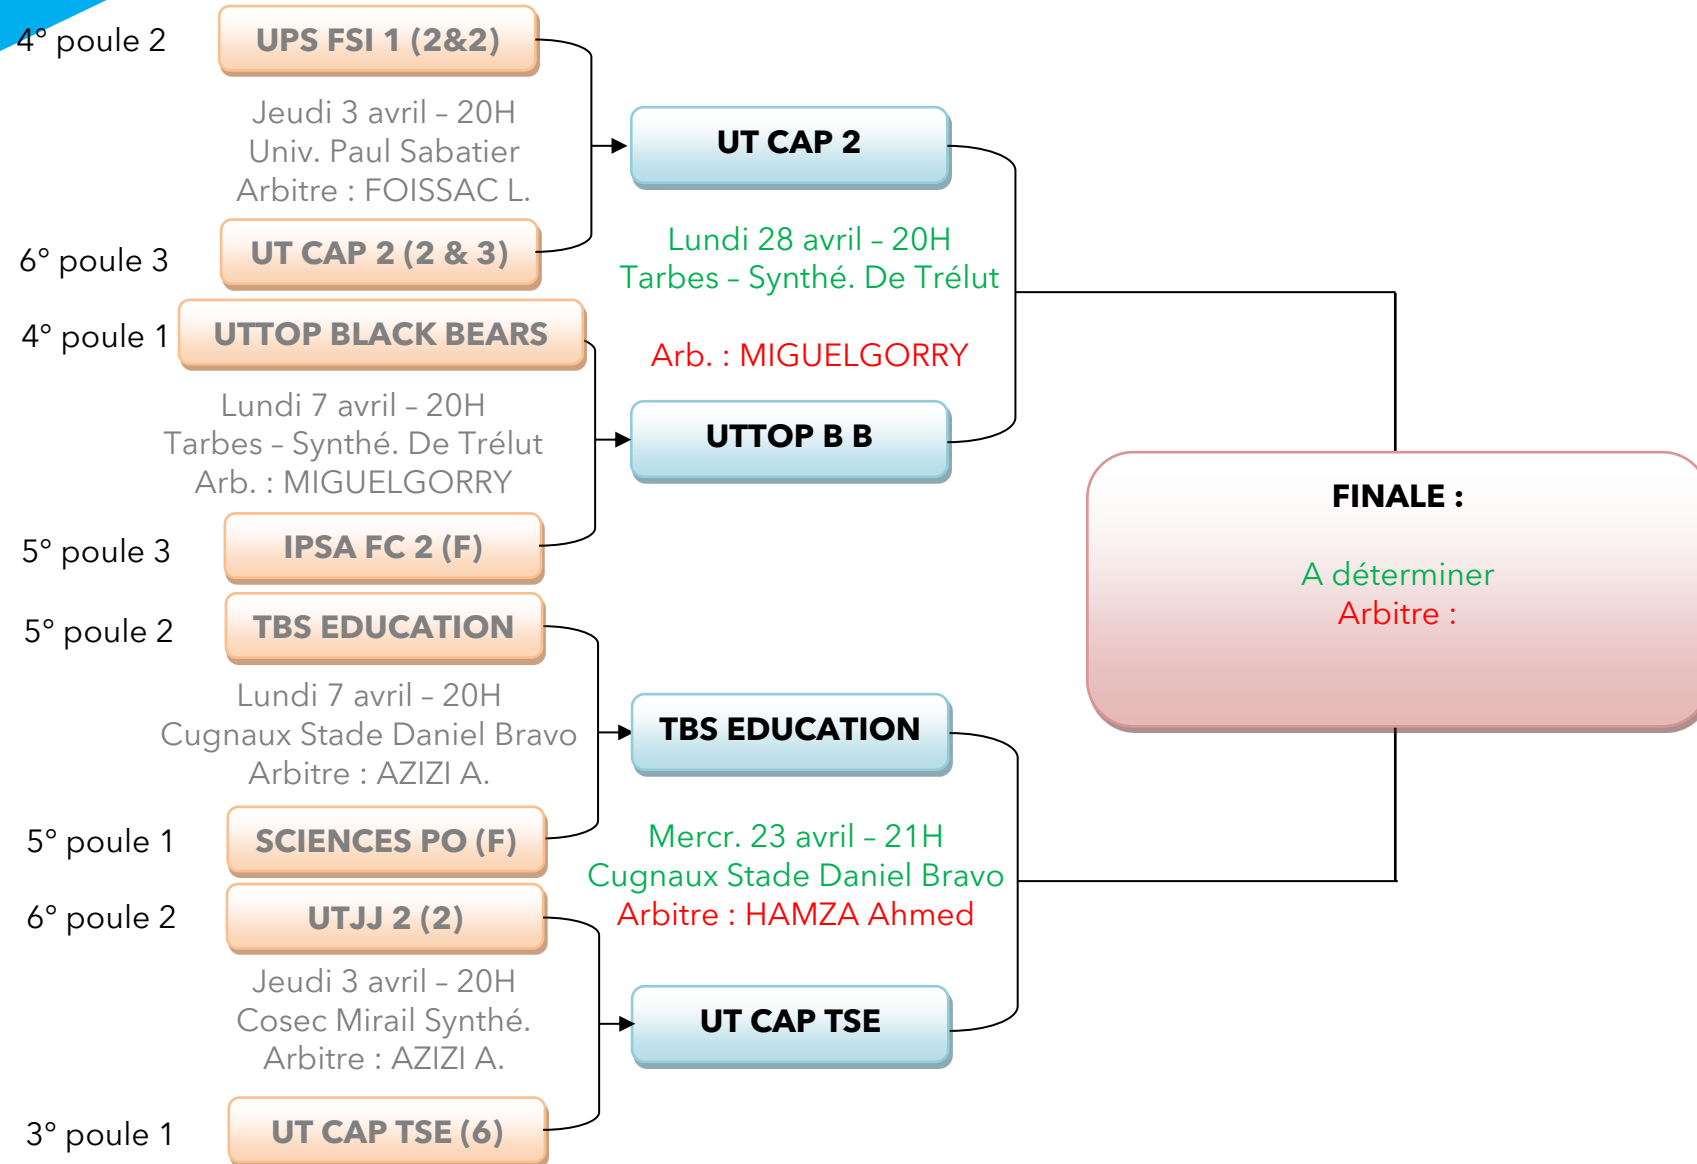 4° poule 2
UPS FSI 1 (2&2)
Jeudi 3 avril – 20H
Univ. Paul Sabatier
Arbitre : FOISSAC L.
6° poule 3
UT CAP 2 (2 & 3)
4° poule 1
UTTOP BLACK BEARS
Lundi 7 avril – 20H
Tarbes – Synthé. De Trélut
Arb. : MIGUELGORRY
5° poule 3
IPSA FC 2 (F)
5° poule 2
TBS EDUCATION
Lundi 7 avril – 20H
Cugnaux Stade Daniel Bravo
Arbitre : AZIZI A.
5° poule 1
SCIENCES PO (F)
6° poule 2
UTJJ 2 (2)
Jeudi 3 avril – 20H
Cosec Mirail Synthé.
Arbitre : AZIZI A.
3° poule 1
UT CAP TSE (6)
UT CAP 2
Lundi 28 avril – 20H
Tarbes – Synthé. De Trélut
Arb. : MIGUELGORRY
UTTOP B B
TBS EDUCATION
Mercr. 23 avril – 21H
Cugnaux Stade Daniel Bravo
Arbitre : HAMZA Ahmed
UT CAP TSE
FINALE :
A déterminer
Arbitre :